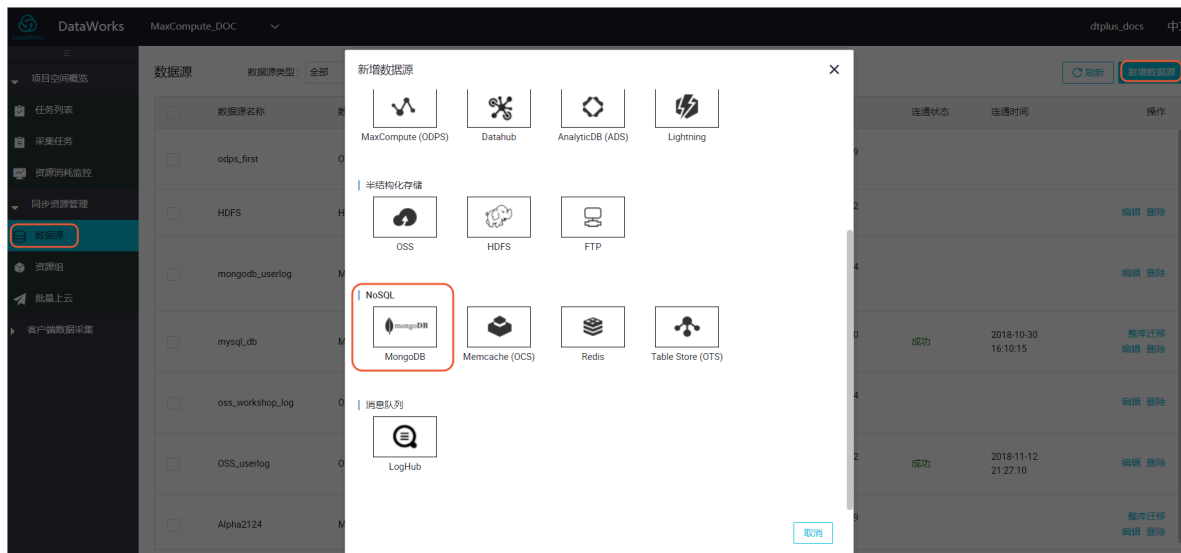 DataWorks
MaxCompute_DOC
dtplus_docs
项目空间概览
任务列表
采集任务
资源消耗监控
同步资源管理
数据源
资源组
批量上云
客户端数据采集
数据源
数据源类型: 全部
刷新
新增数据源
数据源名称
连通状态
连通时间
操作
odps_first
HDFS
编辑 删除
mongodb_userlog
编辑 删除
mysql_db
成功
2018-10-30
16:10:15
整库迁移
编辑 删除
oss_workshop_log
编辑 删除
OSS_userlog
成功
2018-11-12
21:27:10
编辑 删除
Alpha2124
整库迁移
编辑 删除
新增数据源
MaxCompute (ODPS)
Datahub
AnalyticDB (ADS)
Lightning
半结构化存储
OSS
HDFS
FTP
NoSQL
mongoDB
MongoDB
Memcache (OCS)
Redis
Table Store (OTS)
消息队列
LogHub
取消